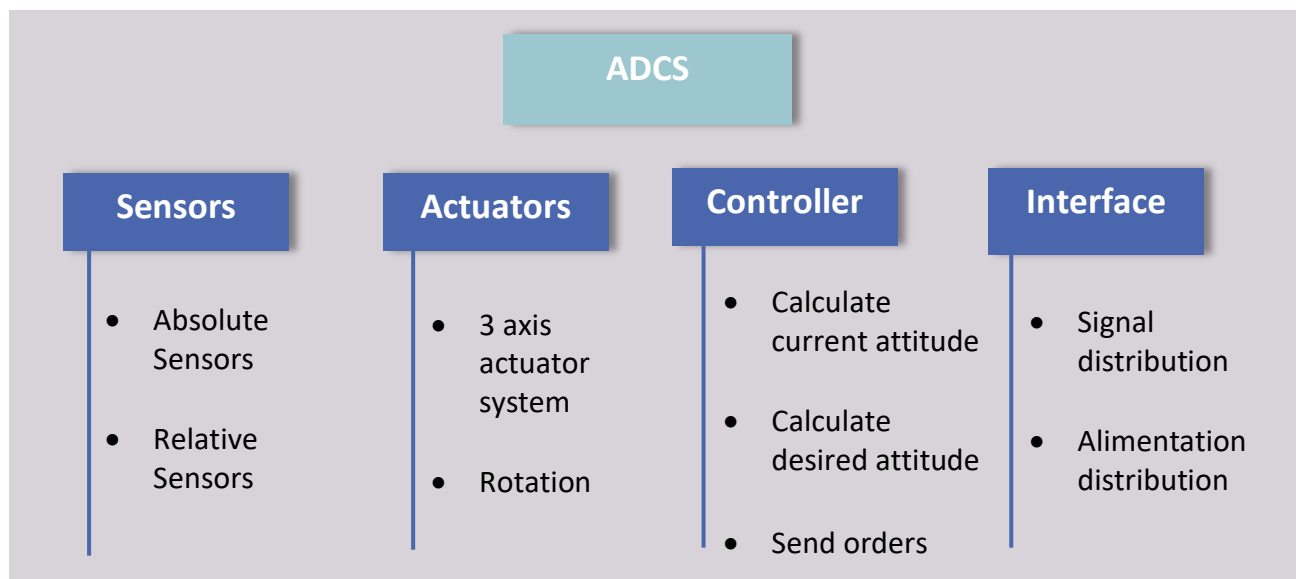 ADCS
Sensors
• Absolute
Sensors
• Relative
Sensors
Actuators
• 3 axis
actuator
system
• Rotation
Controller
• Calculate
current attitude
• Calculate
desired attitude
• Send orders
Interface
• Signal
distribution
• Alimentation
distribution